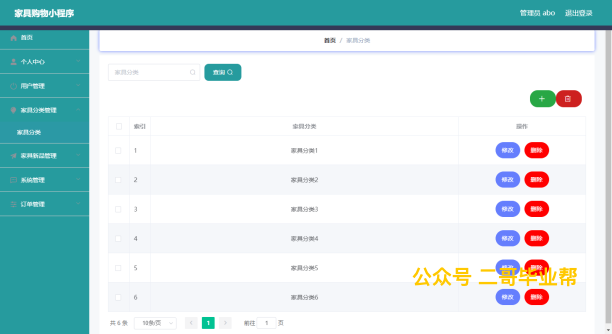 家具购物小程序
管理员 abo 退出登录
首页
个人中心
用户管理
家具分类管理
家具分类
家具新品管理
系统管理
订单管理
首页 / 家具分类
家具分类 查询
索引 家具分类 操作
1 家具分类1 修改 删除
2 家具分类2 修改 删除
3 家具分类3 修改 删除
4 家具分类4 修改 删除
5 家具分类5 修改 删除
6 家具分类6 修改 删除
公众号 二哥毕业帮
共 6 条 10条/页 1 前往 1 页